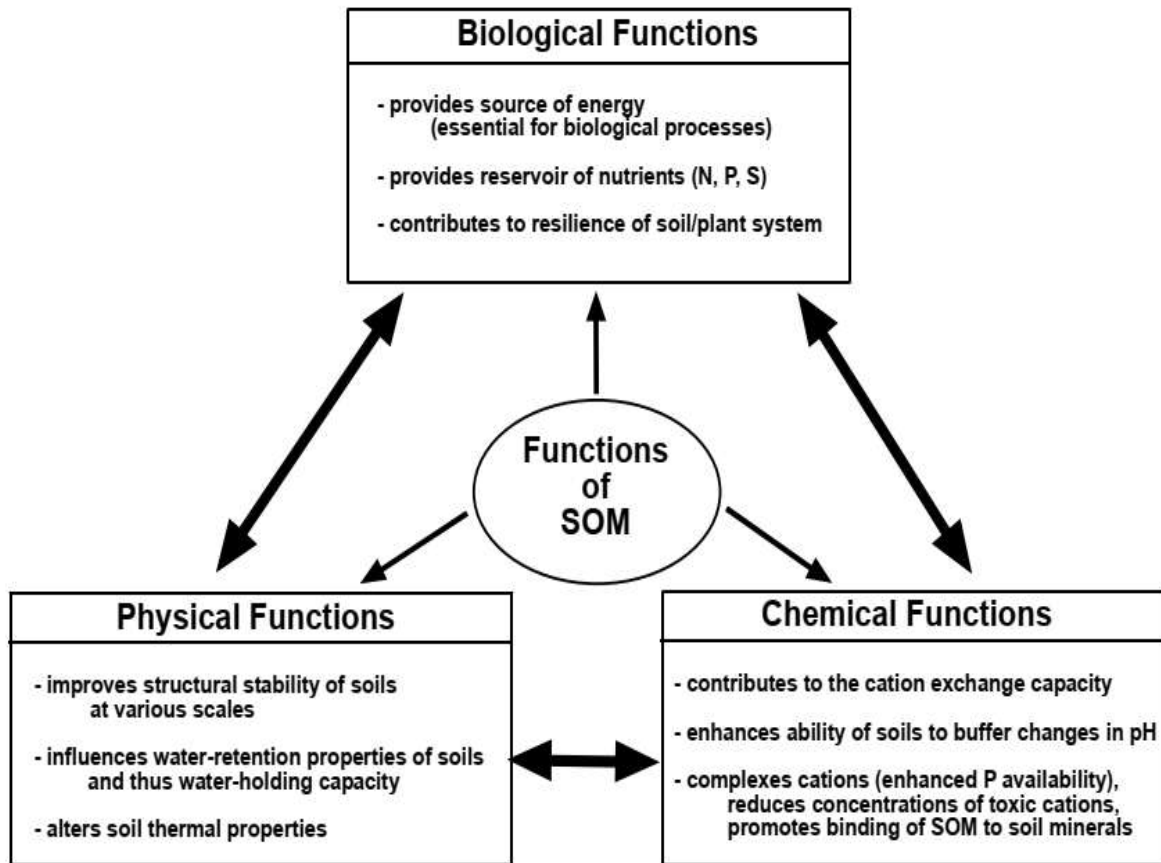 Biological Functions
- provides source of energy
(essential for biological processes)
- provides reservoir of nutrients (N, P, S)
- contributes to resilience of soil/plant system
Functions
of
SOM
Physical Functions
- improves structural stability of soils
at various scales
- influences water-retention properties of soils
and thus water-holding capacity
- alters soil thermal properties
Chemical Functions
- contributes to the cation exchange capacity
- enhances ability of soils to buffer changes in pH
- complexes cations (enhanced P availability),
reduces concentrations of toxic cations,
promotes binding of SOM to soil minerals